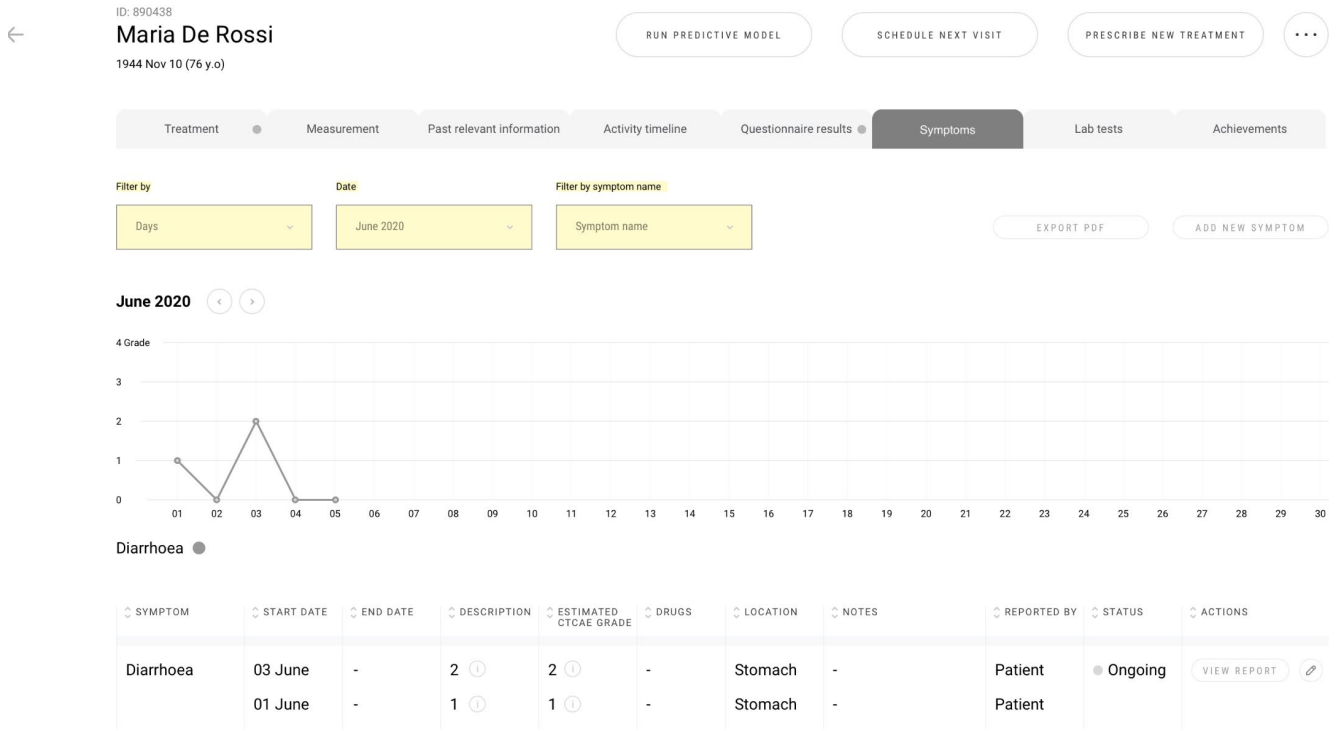 ID: 890438
Maria De Rossi
1944 Nov 10 (76 y.o)
RUN PREDICTIVE MODEL
SCHEDULE NEXT VISIT
PRESCRIBE NEW TREATMENT
Treatment
Measurement
Past relevant information
Activity timeline
Questionnaire results
Symptoms
Lab tests
Achievements
Filter by
Date
Filter by symptom name
Days
June 2020
Symptom name
EXPORT PDF
ADD NEW SYMPTOM
June 2020
4 Grade
3
2
1
0
01 02 03 04 05 06 07 08 09 10 11 12 13 14 15 16 17 18 19 20 21 22 23 24 25 26 27 28 29 30
Diarrhoea
SYMPTOM START DATE END DATE DESCRIPTION ESTIMATED CTCAE GRADE DRUGS LOCATION NOTES REPORTED BY STATUS ACTIONS
Diarrhoea 03 June - 2 2 - Stomach - Patient Ongoing VIEW REPORT
01 June - 1 1 - Stomach - Patient